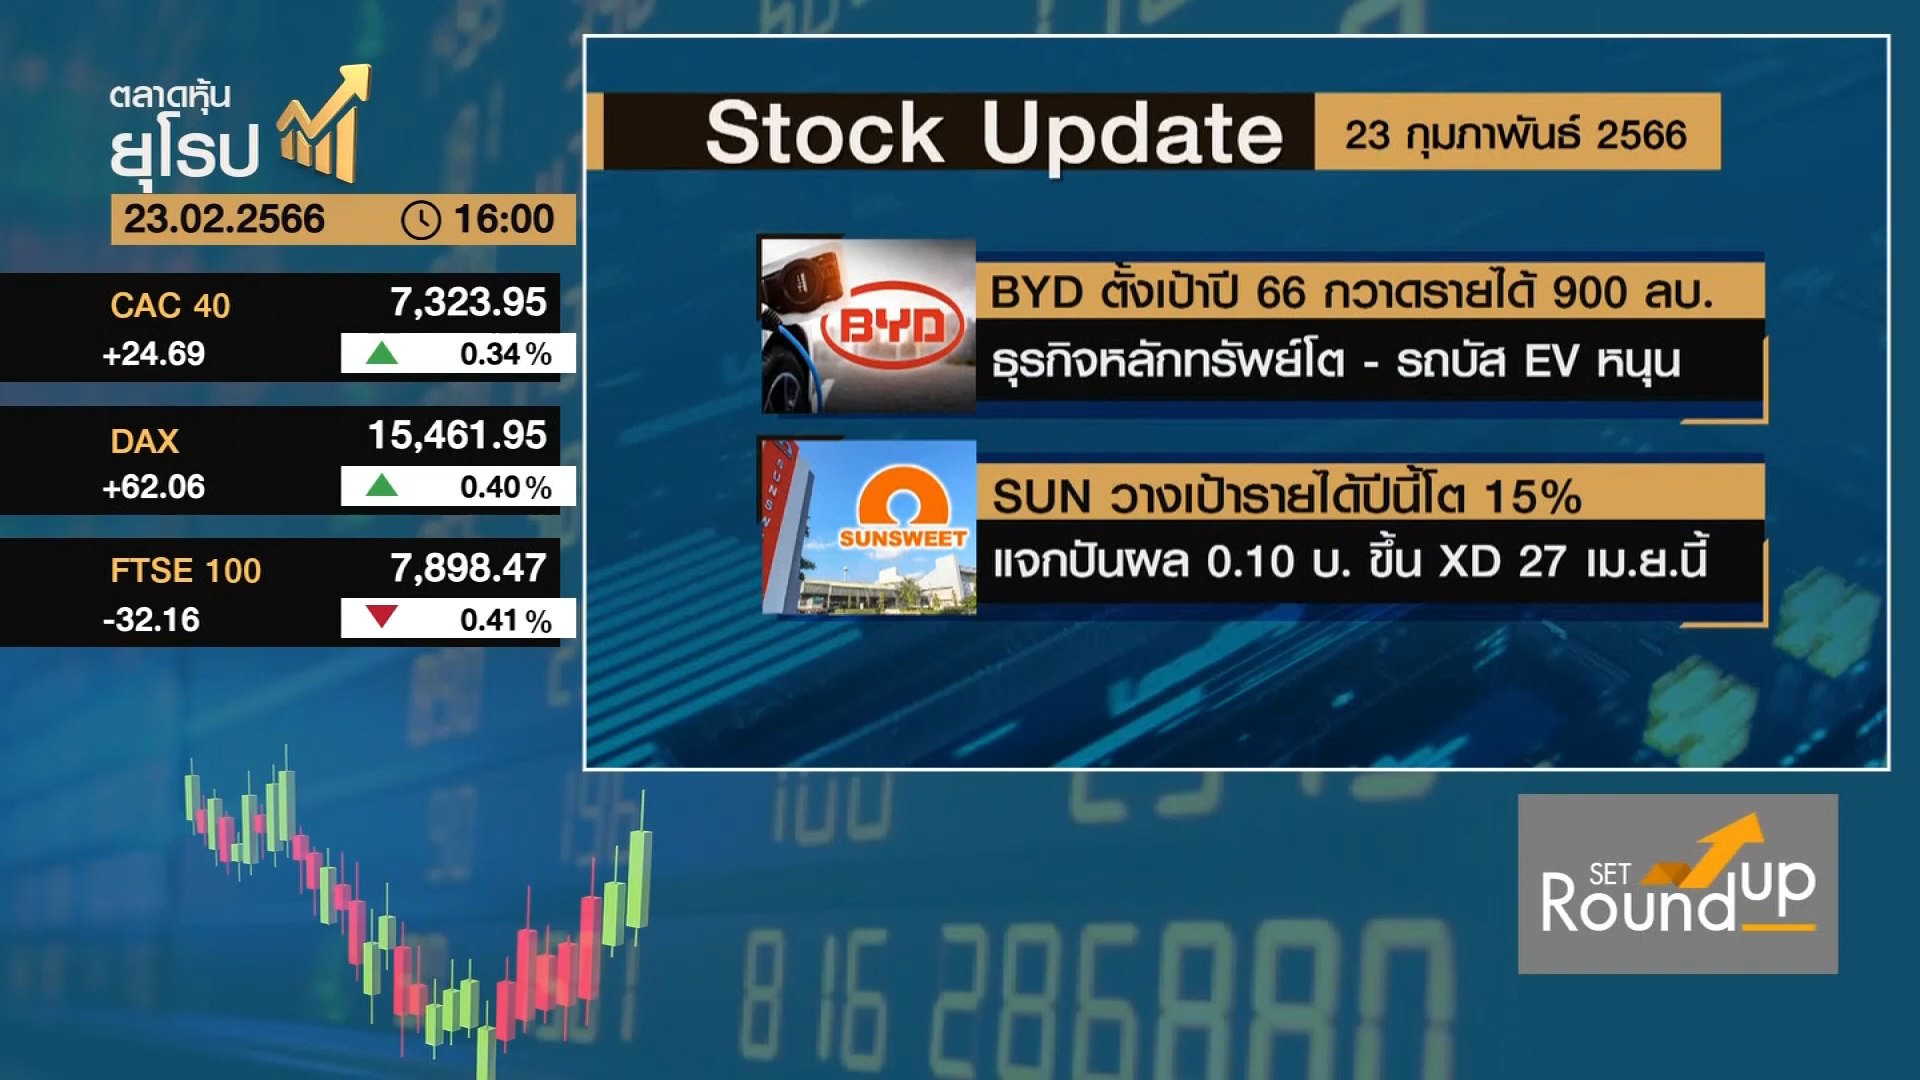 ตลาดหุ้น
ยุโรป
23.02.2566 16:00
CAC 40 7,323.95
+24.69 0.34%
DAX 15,461.95
+62.06 0.40%
FTSE 100 7,898.47
-32.16 0.41%
Stock Update 23 กุมภาพันธ์ 2566
BYD
BYD ตั้งเป้าปี 66 กวาดรายได้ 900 ลบ.
ธุรกิจหลักทรัพย์โต - รถบัส EV หนุน
SUNSWEET
SUN วางเป้ารายได้ปีนี้โต 15%
แจกปันผล 0.10 บ. ขึ้น XD 27 เม.ย.นี้
SET
Roundup
816 286880